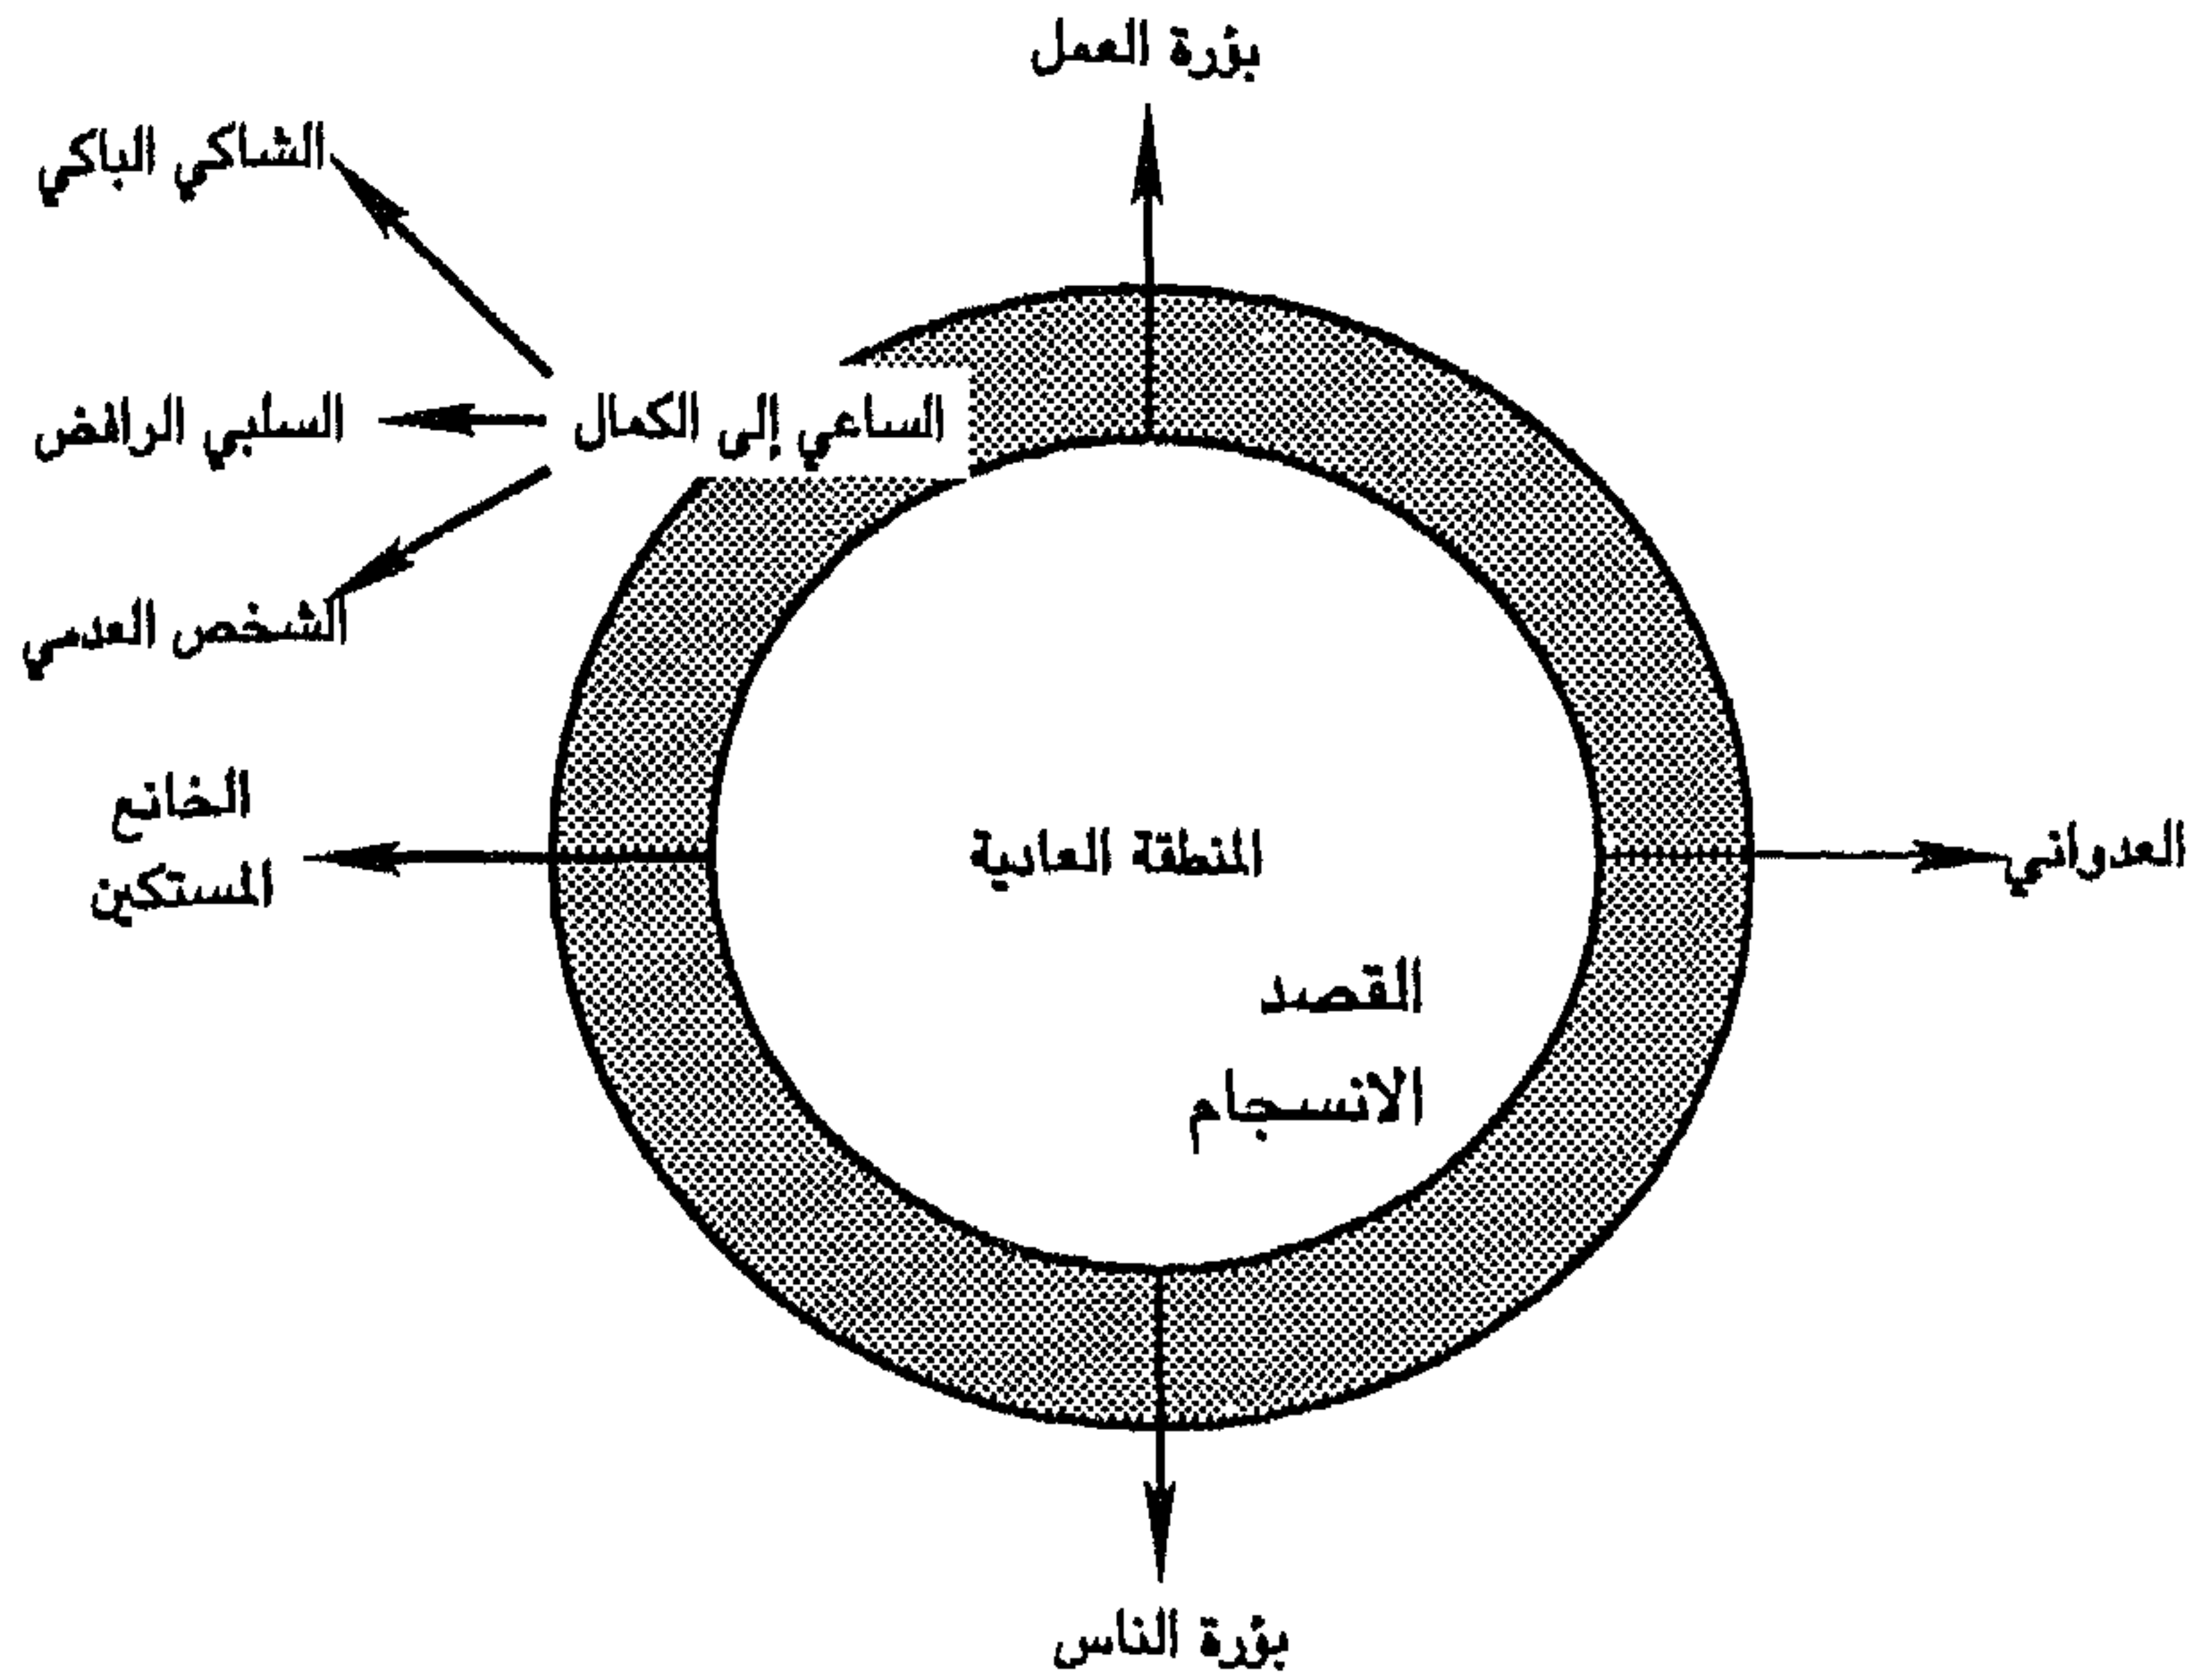 بؤرة العمل
الشاكي الباكي
الساعي إلى الكمال
السلبي الرافض
الشخص العدمي
الخانع
المستكين
المنطقة العادية
العدواني
القصد
الانسجام
بؤرة الناس